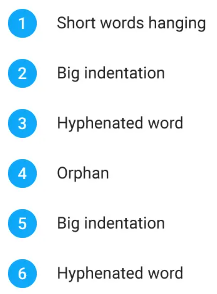 1 Short words hanging
2 Big indentation
3 Hyphenated word
4 Orphan
5 Big indentation
6 Hyphenated word